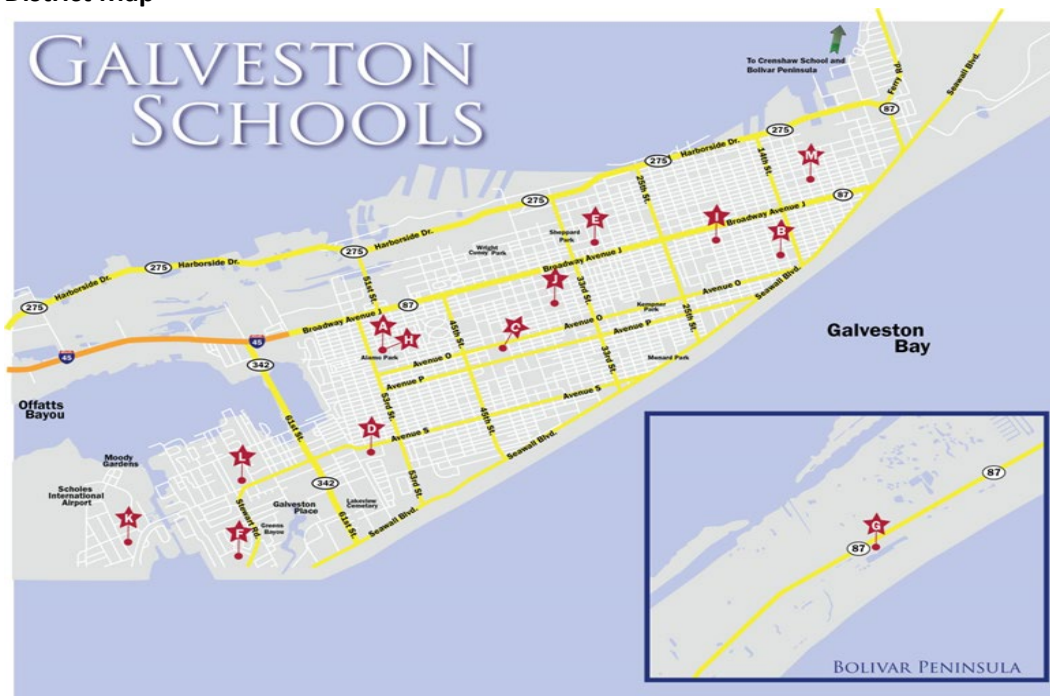 GALVESTON
SCHOOLS
To Crenshaw School and
Bolivar Peninsula
Ferry Rd.
Seawall Blvd.
87
275
Harborside Dr.
275
14th St.
M
275
25th St.
87
Broadway Avenue J
I
B
E
Sheppard
Park
Harborside Dr.
275
Harborside Dr.
275
Harborside Dr.
275
Wright
Cuney Park
Broadway Avenue J
J
33rd St.
Kempner
Park
Avenue O
Seawall Blvd.
51st St.
87
Broadway Avenue J
A
H
Alamo Park
45th St.
C
Avenue O
Avenue P
25th St.
Galveston
Bay
45
45
342
Avenue O
Avenue P
33rd St.
Menard Park
Offatts
Bayou
61st St.
53rd St.
Avenue S
D
Avenue S
45th St.
Seawall Blvd.
Moody
Gardens
L
Scholes
International
Airport
K
Stewart Rd.
F
Greens
Bayou
Galveston
Place
342
Lakeview
Cemetery
61st St.
53rd St.
Seawall Blvd.
87
G
87
BOLIVAR PENINSULA